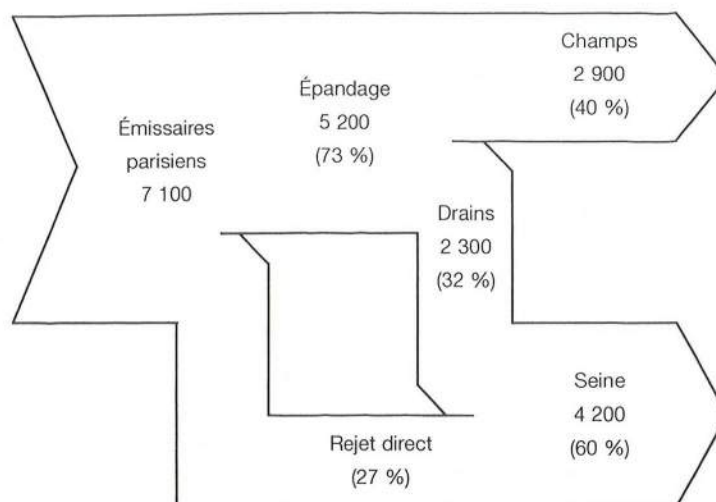 Champs
2 900
(40 %)
Épandage
5 200
(73 %)
Émissaires
parisiens
7 100
Drains
2 300
(32 %)
Seine
4 200
(60 %)
Rejet direct
(27 %)